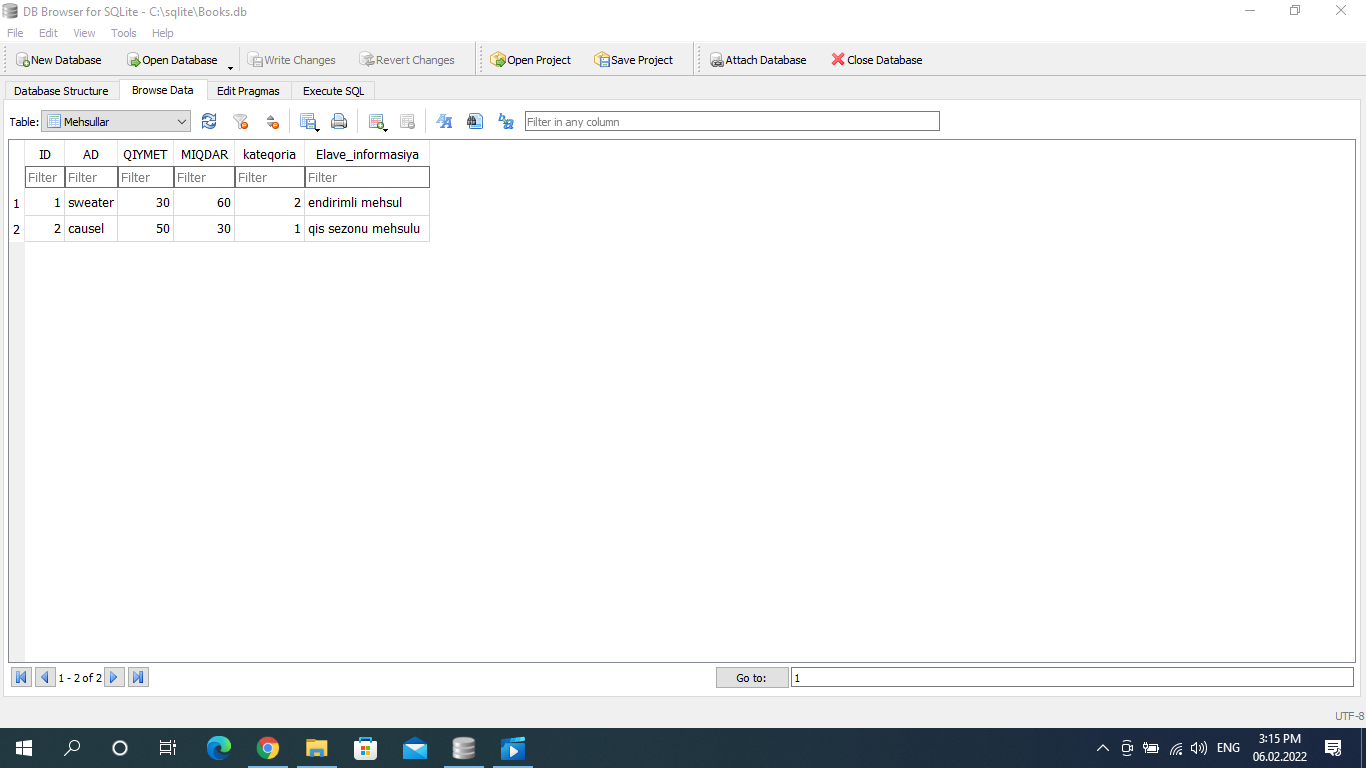 DB Browser for SQLite - C:\sqlite\Books.db
File Edit View Tools Help
New Database Open Database Write Changes Revert Changes Open Project Save Project Attach Database Close Database
Database Structure Browse Data Edit Pragmas Execute SQL
Table: Mehsullar Filter in any column
ID AD QIYMET MIQDAR kateqoria Elave_informasiya
Filter Filter Filter Filter Filter Filter
1 1 sweater 30 60 2 endirimli mehsul
2 2 causel 50 30 1 qis sezonu mehsulu
1 - 2 of 2 Go to: 1
UTF-8
ENG 3:15 PM
06.02.2022